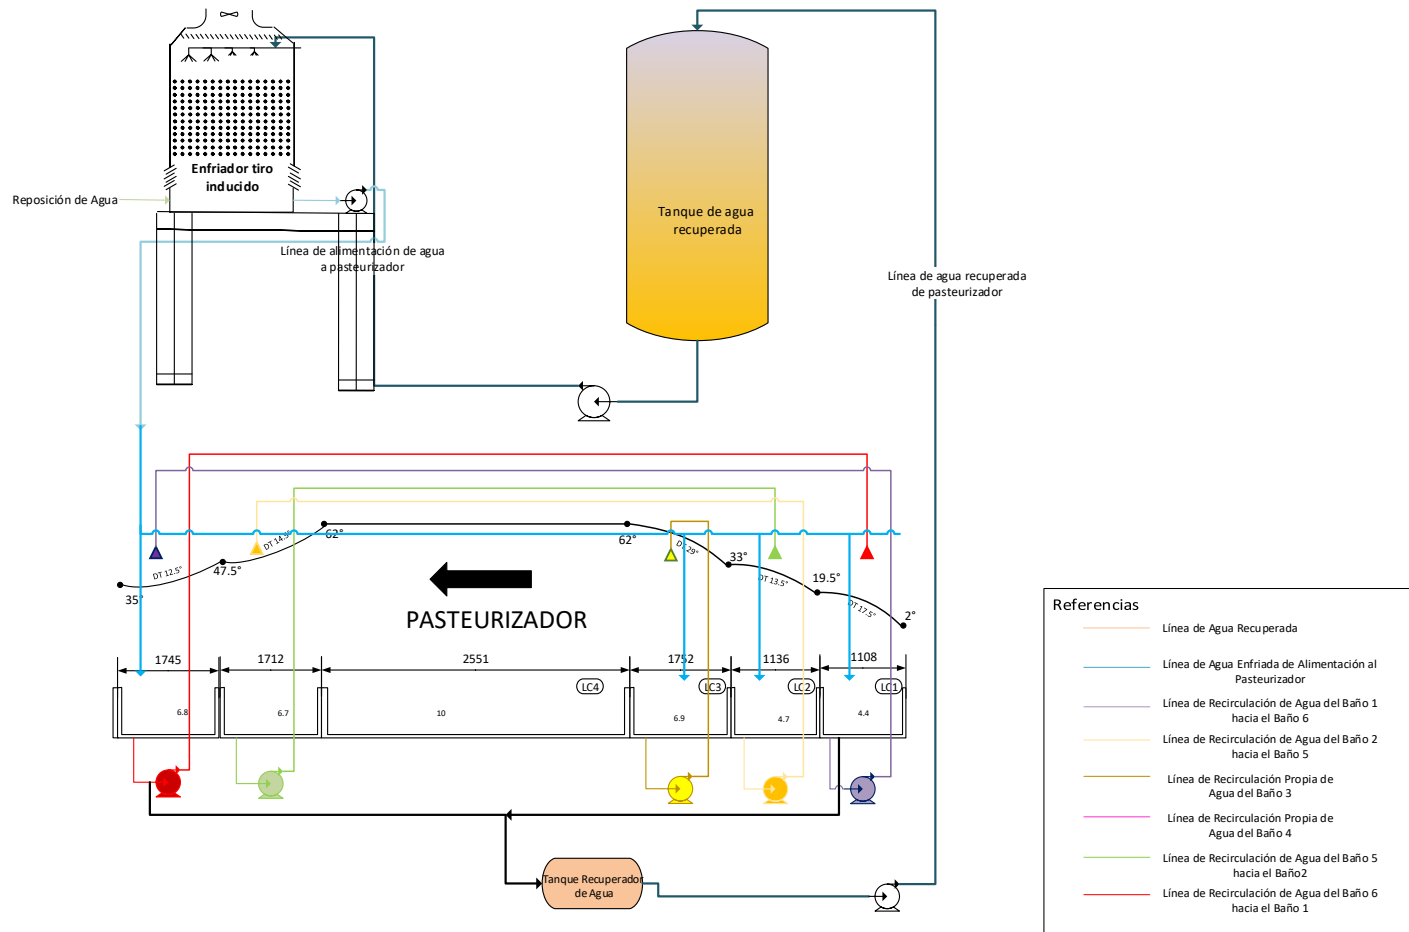 Enfriador tiro
inducido
Reposición de Agua
Línea de alimentación de agua
a pasteurizador
Tanque de agua
recuperada
Línea de agua recuperada
de pasteurizador
35°
DT 12.5°
47.5°
DT 14.5°
62°
62°
DT 29°
33°
DT 13.5°
19.5°
DT 17.5°
2°
PASTEURIZADOR
1745
1712
2551
1752
1136
1108
LC4
LC3
LC2
LC1
6.8
6.7
10
6.9
4.7
4.4
Tanque Recuperador
de Agua
Referencias
Línea de Agua Recuperada
Línea de Agua Enfriada de Alimentación al
Pasteurizador
Línea de Recirculación de Agua del Baño 1
hacia el Baño 6
Línea de Recirculación de Agua del Baño 2
hacia el Baño 5
Línea de Recirculación Propia de
Agua del Baño 3
Línea de Recirculación Propia de
Agua del Baño 4
Línea de Recirculación de Agua del Baño 5
hacia el Baño2
Línea de Recirculación de Agua del Baño 6
hacia el Baño 1